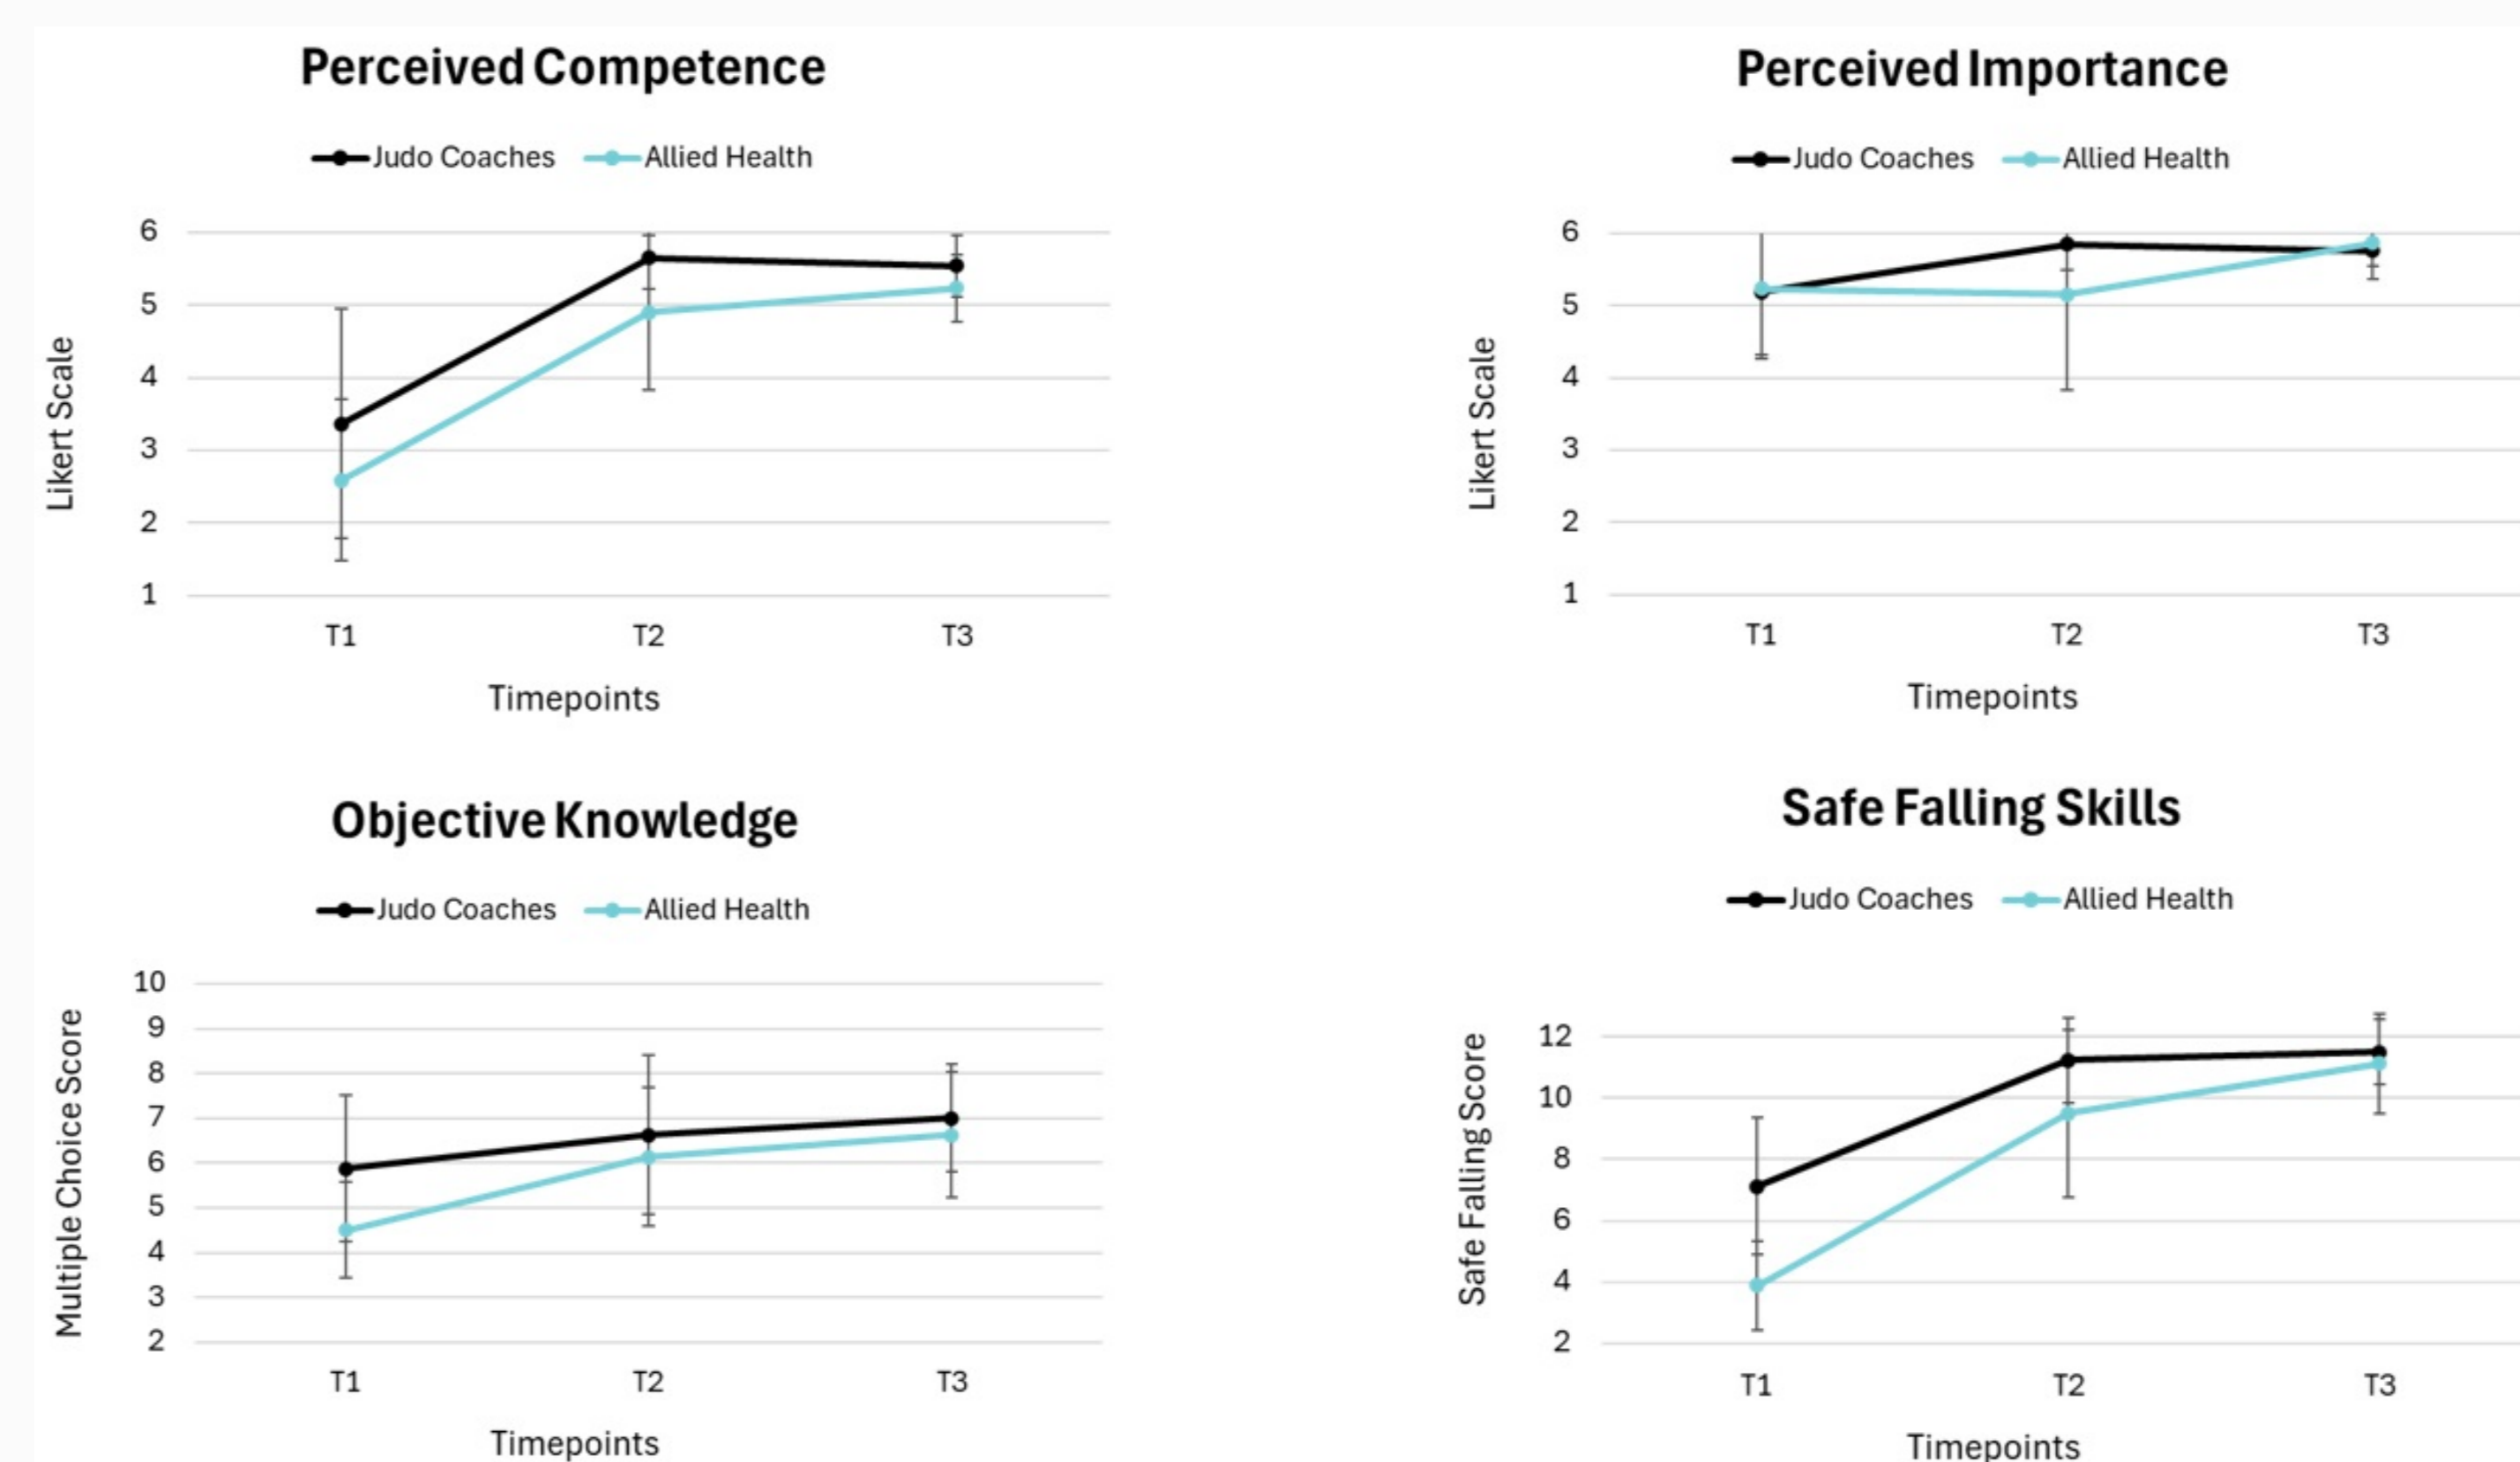 Perceived Competence
Judo Coaches Allied Health
6
5
4
3
2
1
Likert Scale
T1 T2 T3
Timepoints
Perceived Importance
Judo Coaches Allied Health
6
5
4
3
2
1
Likert Scale
T1 T2 T3
Timepoints
Objective Knowledge
Judo Coaches Allied Health
10
9
8
7
6
5
4
3
2
Multiple Choice Score
T1 T2 T3
Timepoints
Safe Falling Skills
Judo Coaches Allied Health
12
10
8
6
4
2
Safe Falling Score
T1 T2 T3
Timepoints